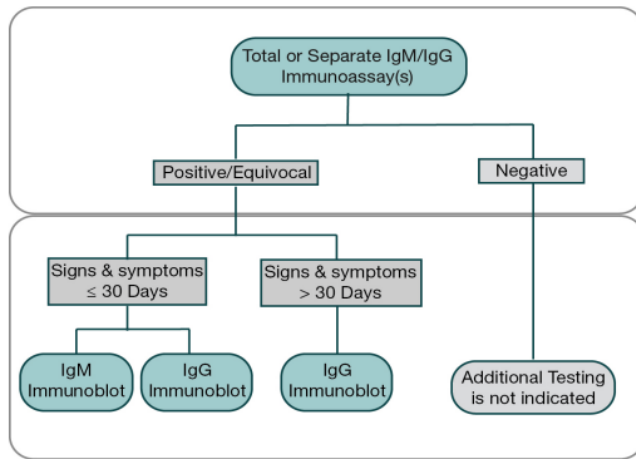 Total or Separate IgM/IgG
Immunoassay(s)
Positive/Equivocal
Negative
Signs & symptoms
≤ 30 Days
Signs & symptoms
> 30 Days
IgM
Immunoblot
IgG
Immunoblot
IgG
Immunoblot
Additional Testing
is not indicated